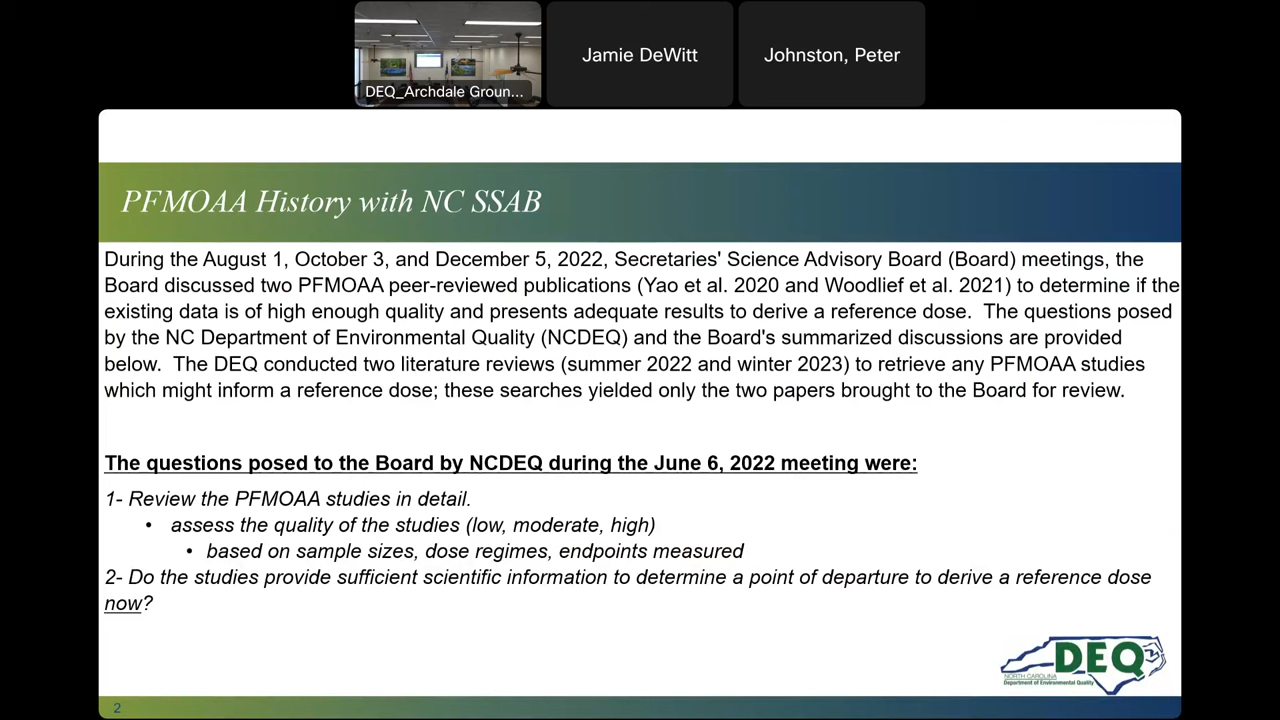 DEQ_Archdale Groun...
Jamie DeWitt
Johnston, Peter
PFMOAA History with NC SSAB
During the August 1, October 3, and December 5, 2022, Secretaries' Science Advisory Board (Board) meetings, the
Board discussed two PFMOAA peer-reviewed publications (Yao et al. 2020 and Woodlief et al. 2021) to determine if the
existing data is of high enough quality and presents adequate results to derive a reference dose.  The questions posed
by the NC Department of Environmental Quality (NCDEQ) and the Board's summarized discussions are provided
below.  The DEQ conducted two literature reviews (summer 2022 and winter 2023) to retrieve any PFMOAA studies
which might inform a reference dose; these searches yielded only the two papers brought to the Board for review.
The questions posed to the Board by NCDEQ during the June 6, 2022 meeting were:
1- Review the PFMOAA studies in detail.
• assess the quality of the studies (low, moderate, high)
• based on sample sizes, dose regimes, endpoints measured
2- Do the studies provide sufficient scientific information to determine a point of departure to derive a reference dose
now?
DEQ
NORTH CAROLINA
Department of Environmental Quality
2